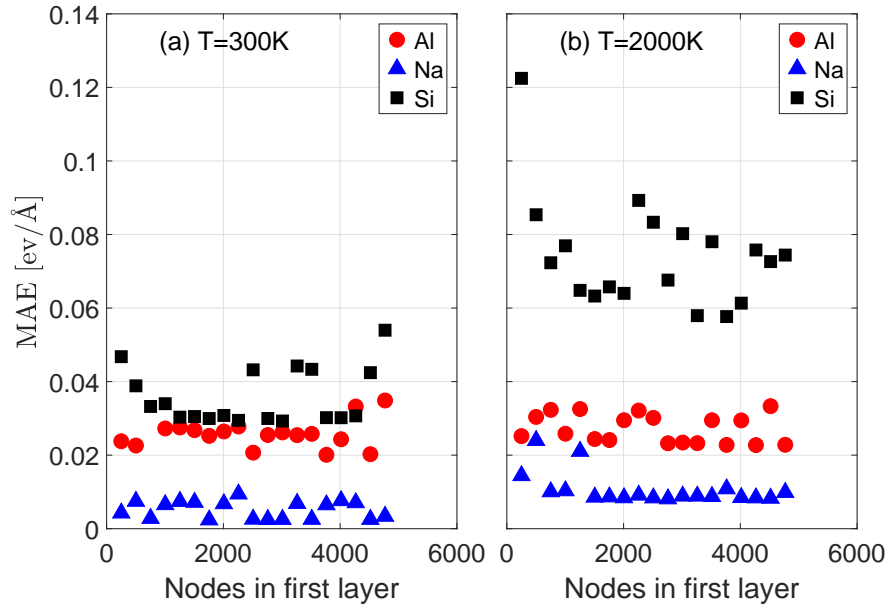 (a) T=300K
Al
Na
Si
(b) T=2000K
Al
Na
Si
MAE [ev/Å]
0.14
0.12
0.1
0.08
0.06
0.04
0.02
0
0 2000 4000 6000
0 2000 4000 6000
Nodes in first layer
Nodes in first layer